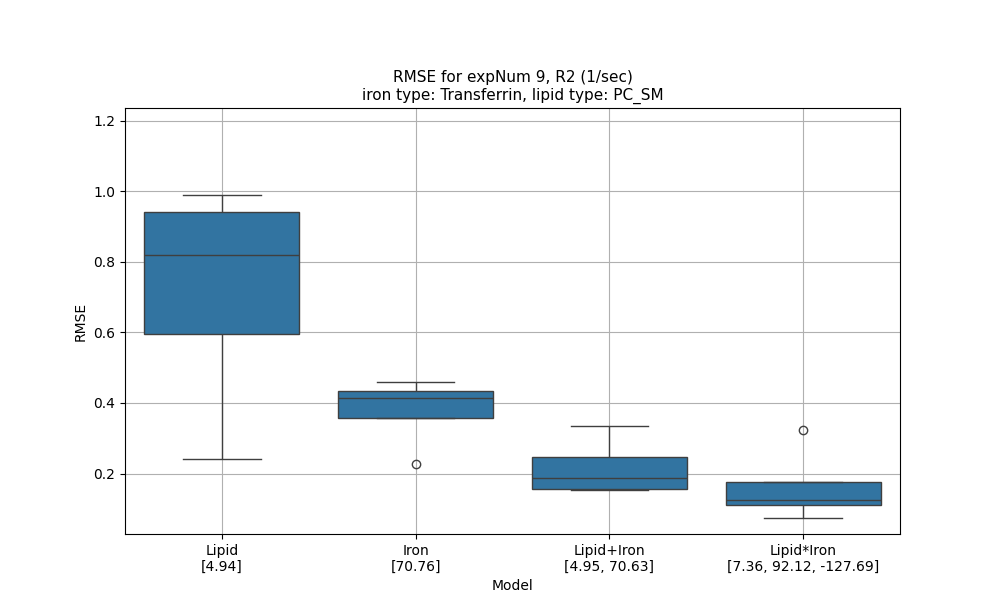 RMSE for expNum 9, R2 (1/sec)
iron type: Transferrin, lipid type: PC_SM
1.2
1.0
0.8
0.6
0.4
0.2
RMSE
Lipid
[4.94]
Iron
[70.76]
Lipid+Iron
[4.95, 70.63]
Lipid*Iron
[7.36, 92.12, -127.69]
Model